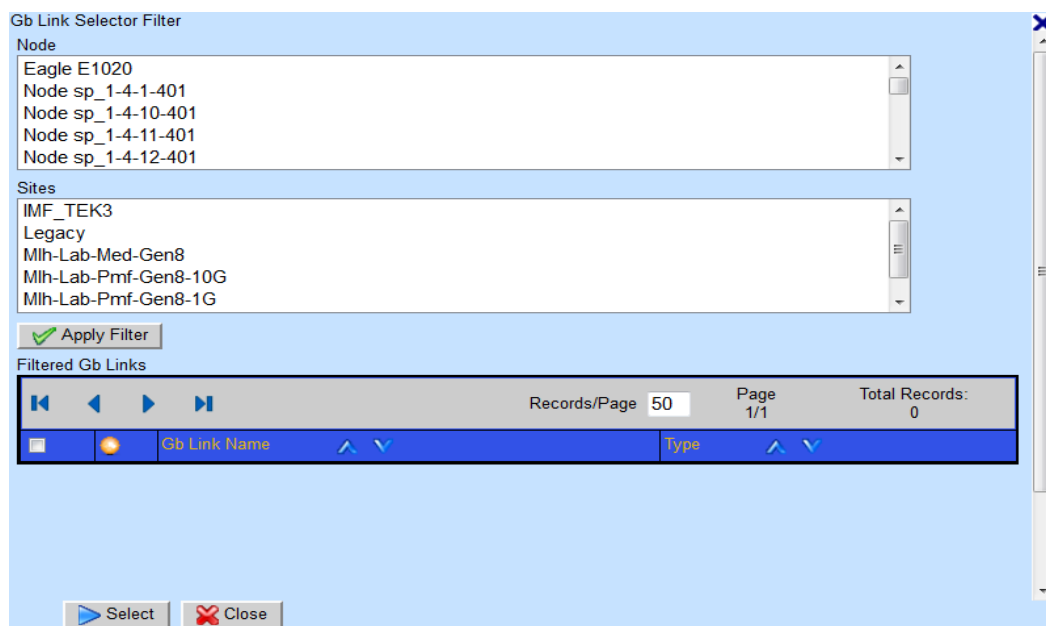 Gb Link Selector Filter
Node
Eagle E1020
Node sp_1-4-1-401
Node sp_1-4-10-401
Node sp_1-4-11-401
Node sp_1-4-12-401
Sites
IMF_TEK3
Legacy
Mlh-Lab-Med-Gen8
Mlh-Lab-Pmf-Gen8-10G
Mlh-Lab-Pmf-Gen8-1G
Apply Filter
Filtered Gb Links
Records/Page 50 Page 1/1 Total Records: 0
Gb Link Name Type
Select Close